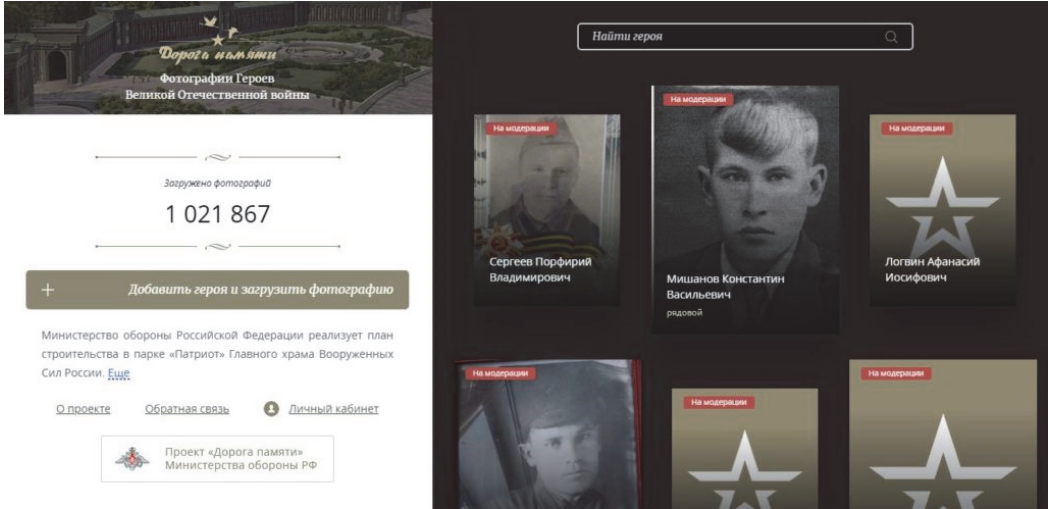 Дорога памяти
Фотографии Героев
Великой Отечественной войны
Загружено фотографий
1 021 867
+ Добавить героя и загрузить фотографию
Министерство обороны Российской Федерации реализует план
строительства в парке «Патриот» Главного храма Вооруженных
Сил России. Еще
О проекте Обратная связь Личный кабинет
Проект «Дорога памяти»
Министерства обороны РФ
Найти героя
На модерации
Сергеев Порфирий
Владимирович
На модерации
Мишанов Константин
Васильевич
рядовой
На модерации
Логвин Афанасий
Иосифович
На модерации
На модерации
На модерации